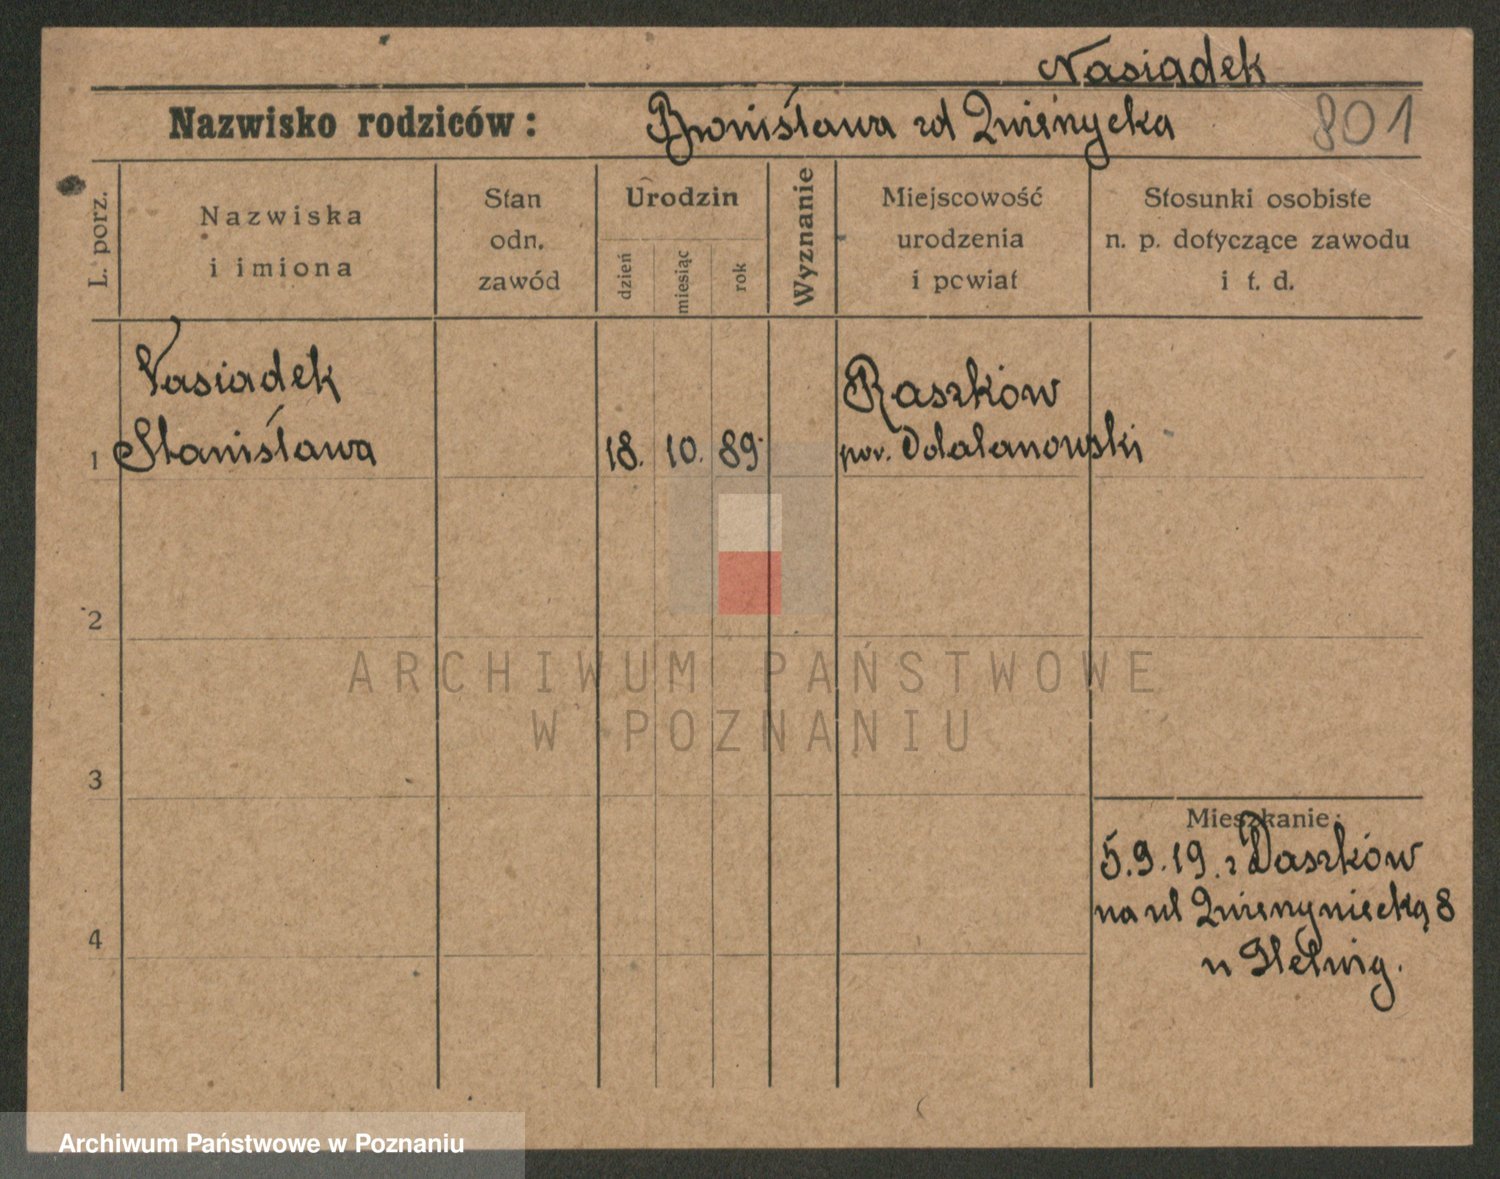 Nasiadek
Nazwisko rodziców: Bronisława zd Zwierzycka 801
L. porz.
Nazwiska
i imiona
Stan
odn.
zawód
Urodzin
dzień
miesiąc
rok
Wyznanie
Miejscowość
urodzenia
i powiat
Stosunki osobiste
n. p. dotyczące zawodu
i t. d.
Nasiadek
1 Stanisława 18. 10. 89.
Raszków
pow. Odolanowski
2
3
4
Mieszkanie:
5.9.19. z Raszków
na ul Zwierzyniecką 8
u Helwig.
ARCHIWUM PAŃSTWOWE
W POZNANIU
Archiwum Państwowe w Poznaniu